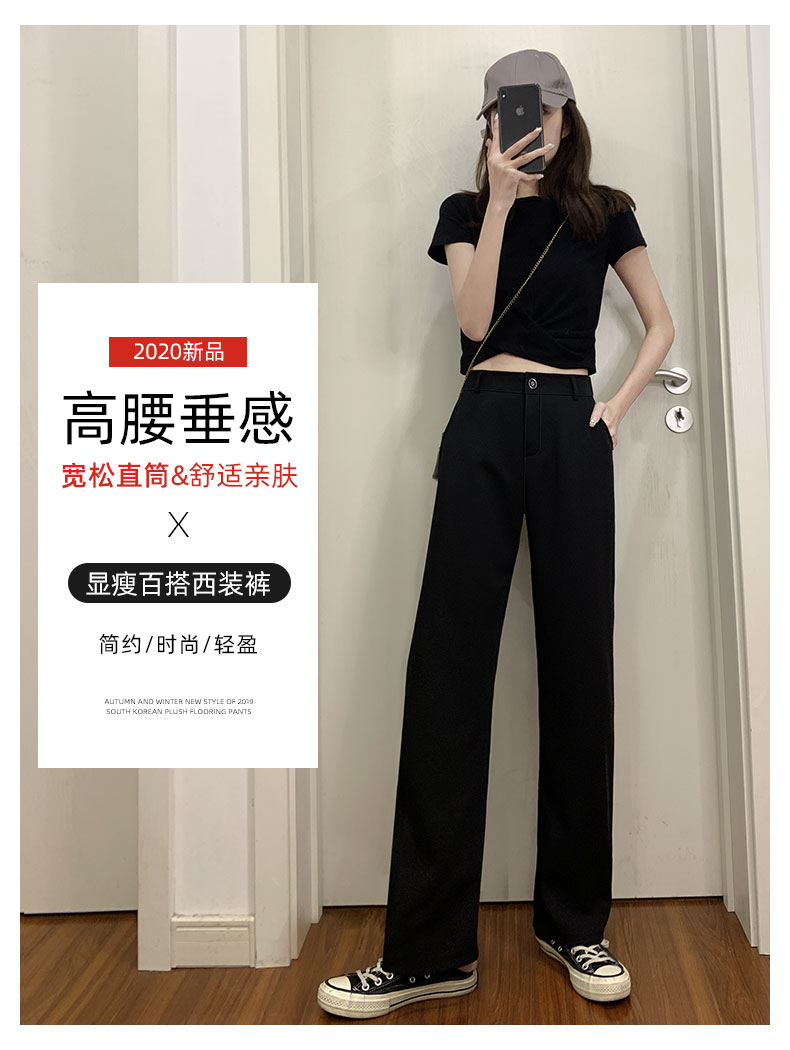 2020新品
高腰垂感
宽松直筒&舒适亲肤
X
显瘦百搭西装裤
简约/时尚/轻盈
AUTUMN AND WINTER NEW STYLE OF 2019
SOUTH KOREAN PLUSH FLOORING PANTS